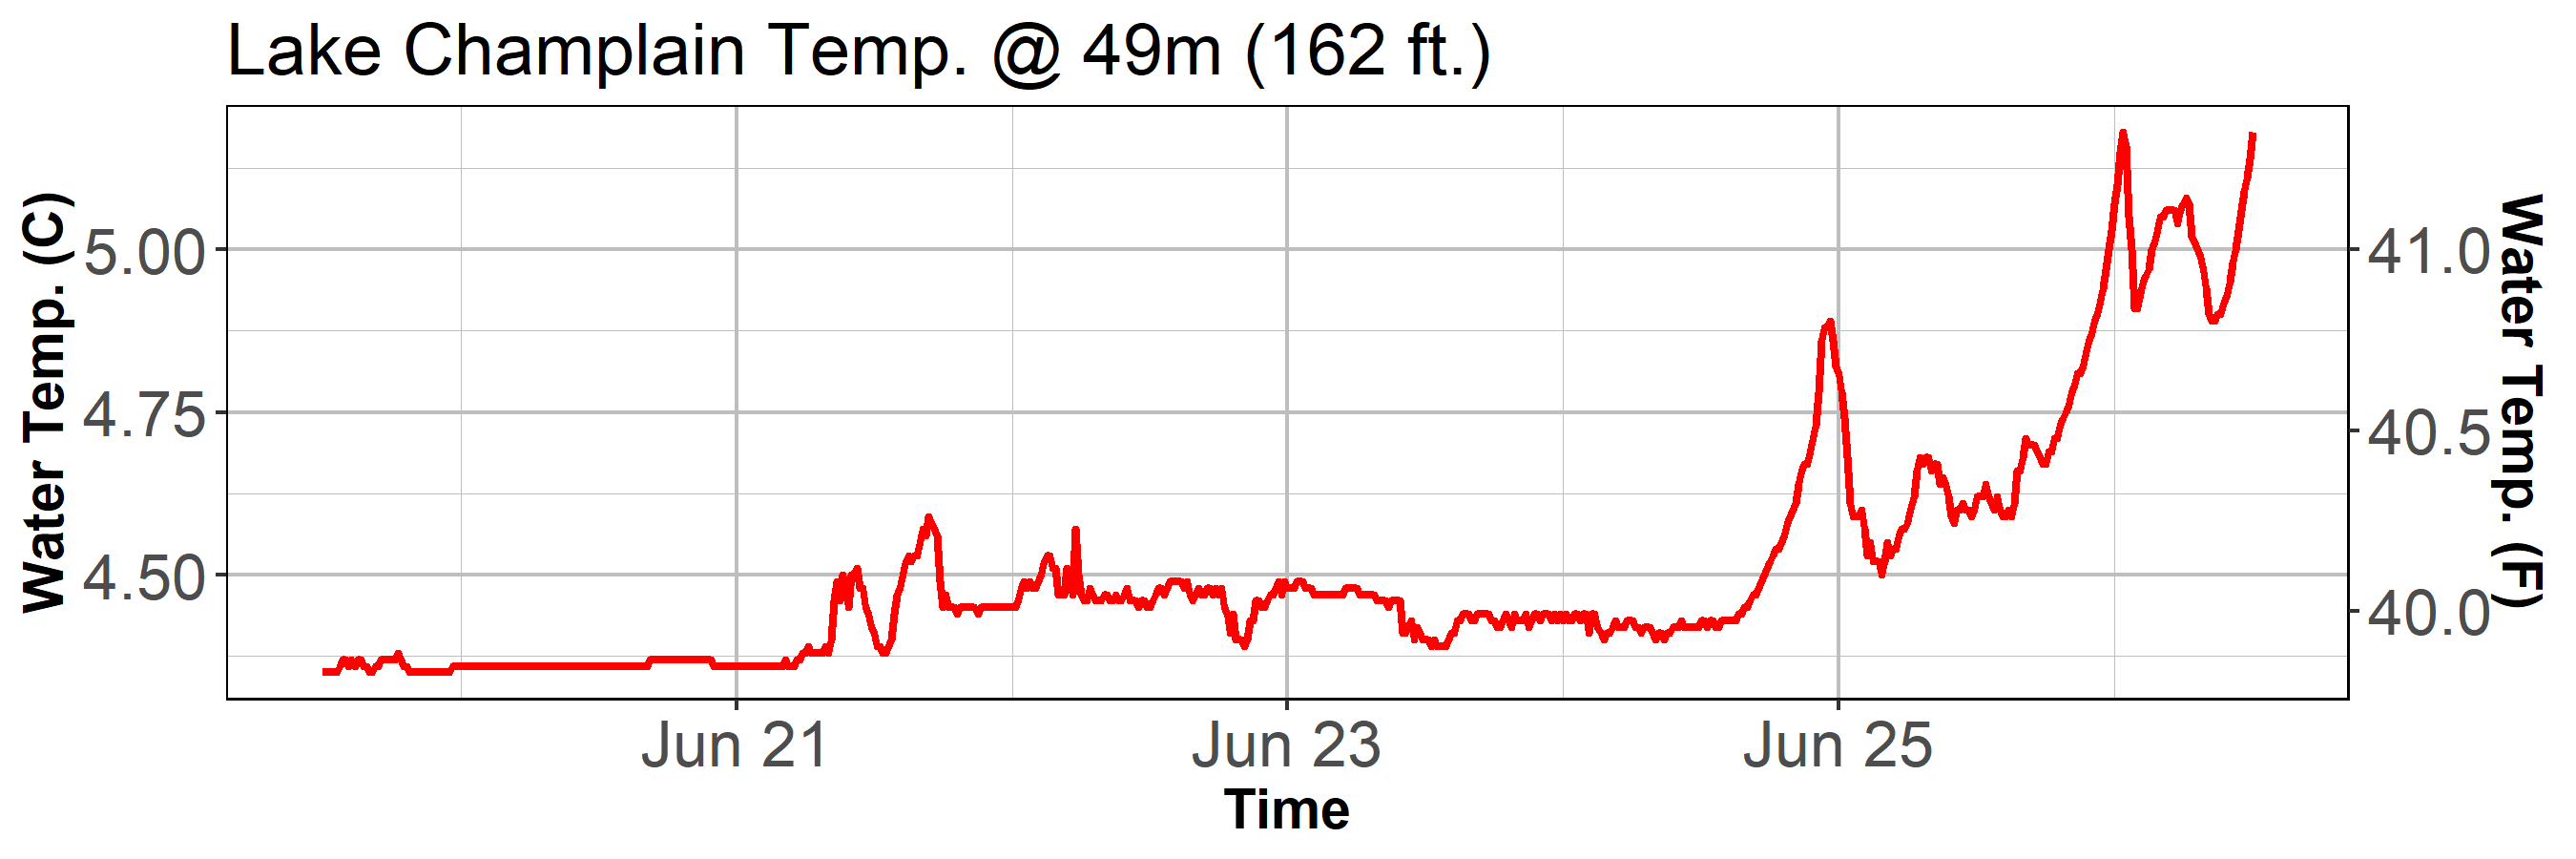 Lake Champlain Temp. @ 49m (162 ft.)
Water Temp. (C)
5.00
4.75
4.50
41.0
40.5
40.0
Water Temp. (F)
Jun 21
Jun 23
Jun 25
Time